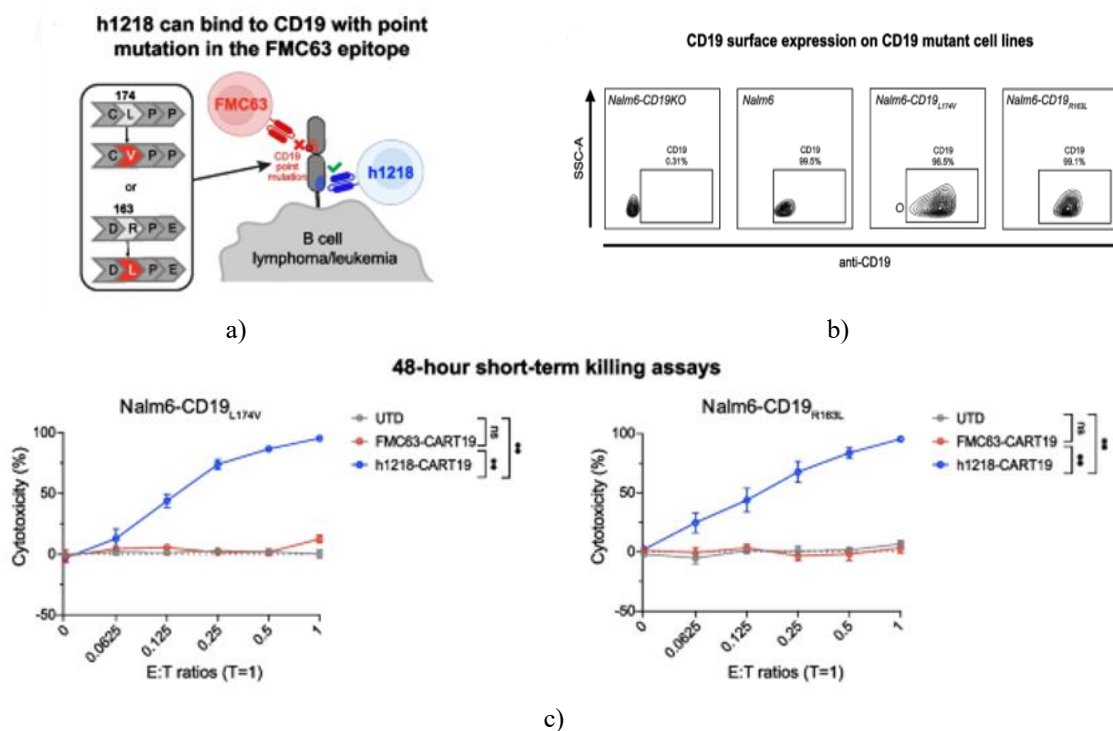 h1218 can bind to CD19 with point
mutation in the FMC63 epitope
174
C L P P
C V P P
or
163
D R P E
D L P E
FMC63
CD19
point
mutation
h1218
B cell
lymphoma/leukemia
a)
CD19 surface expression on CD19 mutant cell lines
SSC-A
Nalm6-CD19KO
CD19
0.31%
Nalm6
CD19
99.5%
Nalm6-CD19L174V
CD19
96.5%
Nalm6-CD19R163L
CD19
99.1%
anti-CD19
b)
48-hour short-term killing assays
Nalm6-CD19L174V
UTD
FMC63-CART19
h1218-CART19
ns
**
**
Cytotoxicity (%)
100
50
0
-50
0 0.0625 0.125 0.25 0.5 1
E:T ratios (T=1)
Nalm6-CD19R163L
UTD
FMC63-CART19
h1218-CART19
ns
**
**
Cytotoxicity (%)
100
50
0
-50
0 0.0625 0.125 0.25 0.5 1
E:T ratios (T=1)
c)